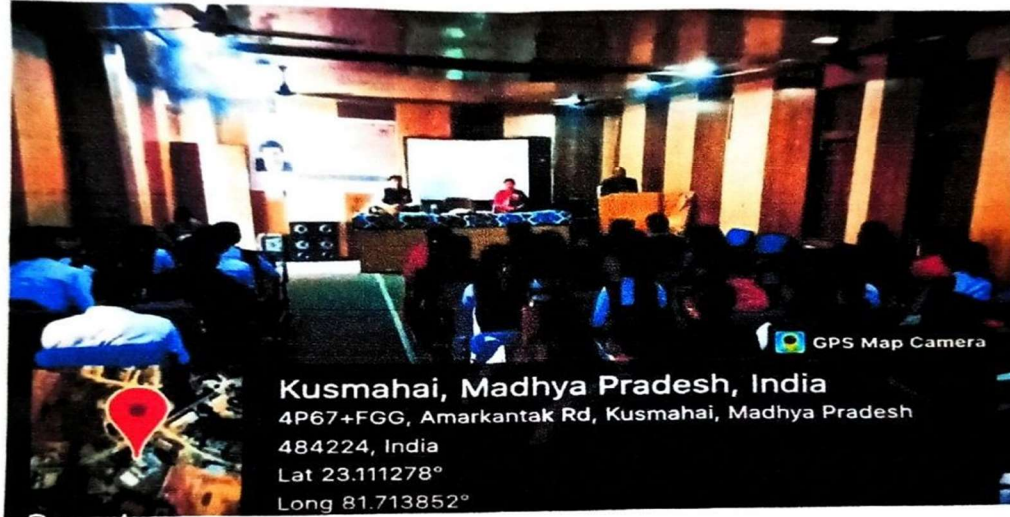 GPS Map Camera
Kusmahai, Madhya Pradesh, India
4P67+FGG, Amarkantak Rd, Kusmahai, Madhya Pradesh
484224, India
Lat 23.111278°
Long 81.713852°